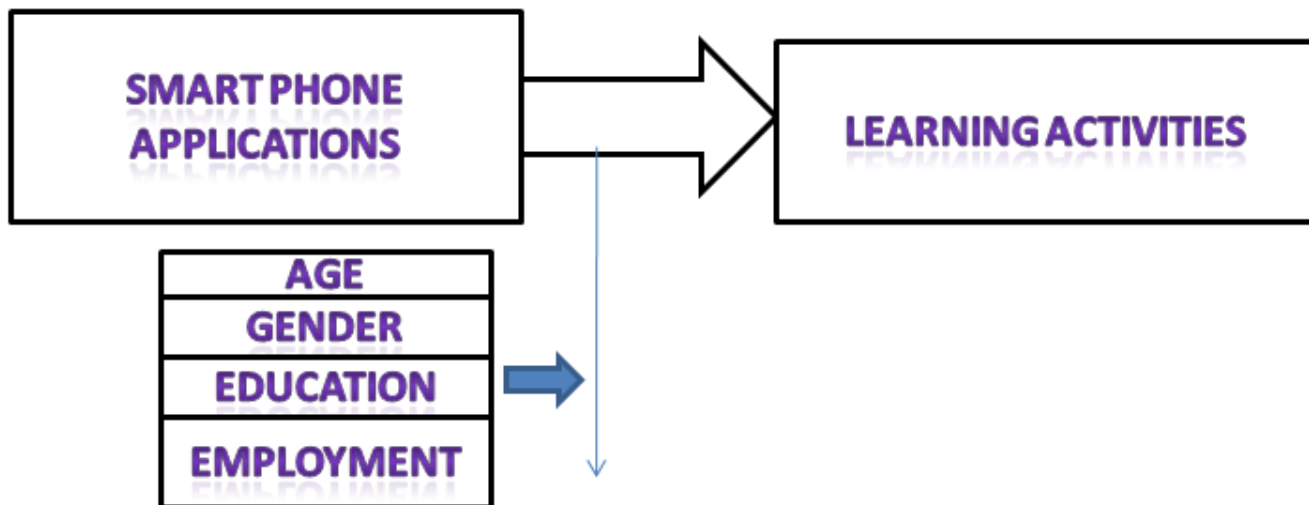 SMART PHONE
APPLICATIONS
LEARNING ACTIVITIES
AGE
GENDER
EDUCATION
EMPLOYMENT